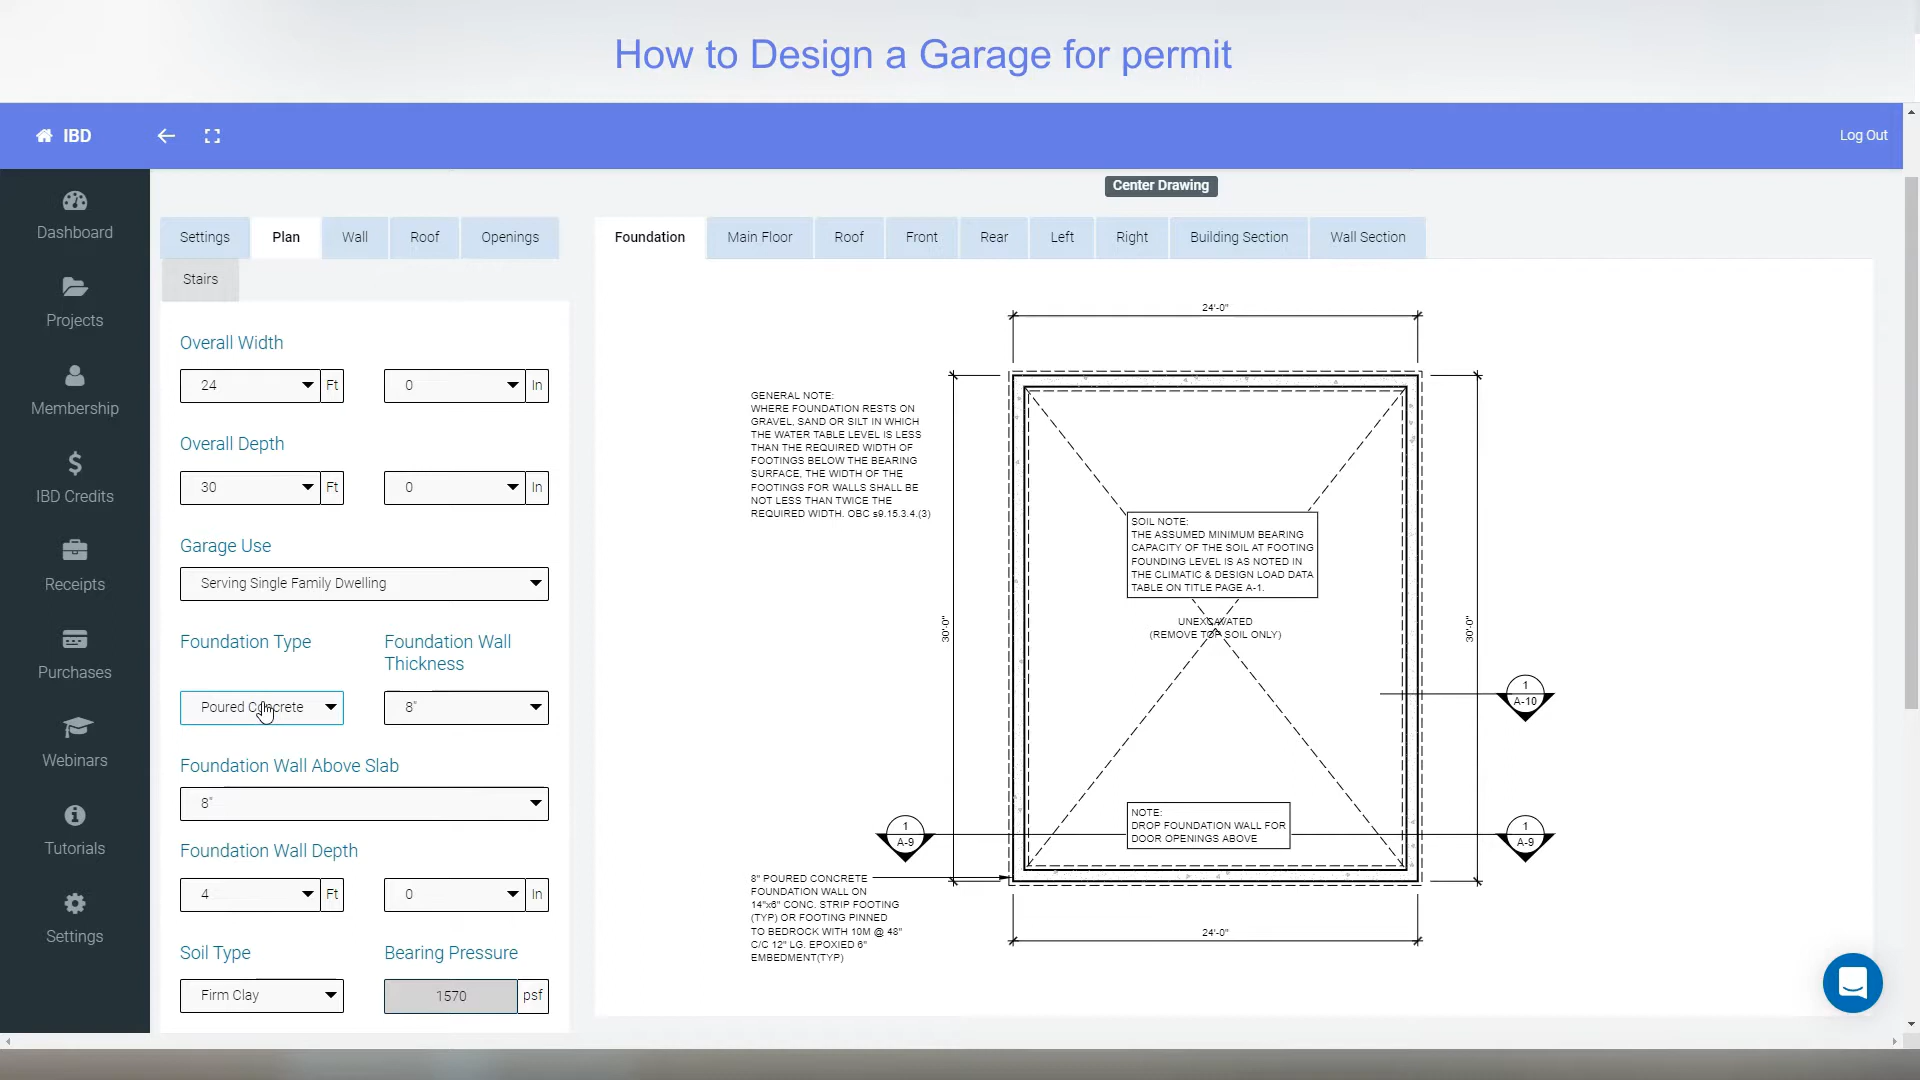 How to Design a Garage for permit
IBD
Log Out
Center Drawing
Dashboard
Projects
Membership
IBD Credits
Receipts
Purchases
Webinars
Tutorials
Settings
Settings
Plan
Wall
Roof
Openings
Stairs
Overall Width
24
Ft
0
In
Overall Depth
30
Ft
0
In
Garage Use
Serving Single Family Dwelling
Foundation Type
Foundation Wall
Thickness
Poured Concrete
8"
Foundation Wall Above Slab
8"
Foundation Wall Depth
4
Ft
0
In
Soil Type
Bearing Pressure
Firm Clay
1570
psf
Foundation
Main Floor
Roof
Front
Rear
Left
Right
Building Section
Wall Section
24'-0"
GENERAL NOTE:
WHERE FOUNDATION RESTS ON
GRAVEL, SAND OR SILT IN WHICH
THE WATER TABLE LEVEL IS LESS
THAN THE REQUIRED WIDTH OF
FOOTINGS BELOW THE BEARING
SURFACE, THE WIDTH OF THE
FOOTINGS FOR WALLS SHALL BE
NOT LESS THAN TWICE THE
REQUIRED WIDTH. OBC s9.15.3.4.(3)
SOIL NOTE:
THE ASSUMED MINIMUM BEARING
CAPACITY OF THE SOIL AT FOOTING
FOUNDING LEVEL IS AS NOTED IN
THE CLIMATIC & DESIGN LOAD DATA
TABLE ON TITLE PAGE A-1.
UNEXCAVATED
(REMOVE TOP SOIL ONLY)
30'-0"
30'-0"
1
A-10
NOTE:
DROP FOUNDATION WALL FOR
DOOR OPENINGS ABOVE
1
A-9
1
A-9
8" POURED CONCRETE
FOUNDATION WALL ON
14"x6" CONC. STRIP FOOTING
(TYP) OR FOOTING PINNED
TO BEDROCK WITH 10M @ 48"
C/C 12" LG. EPOXIED 6"
EMBEDMENT(TYP)
24'-0"